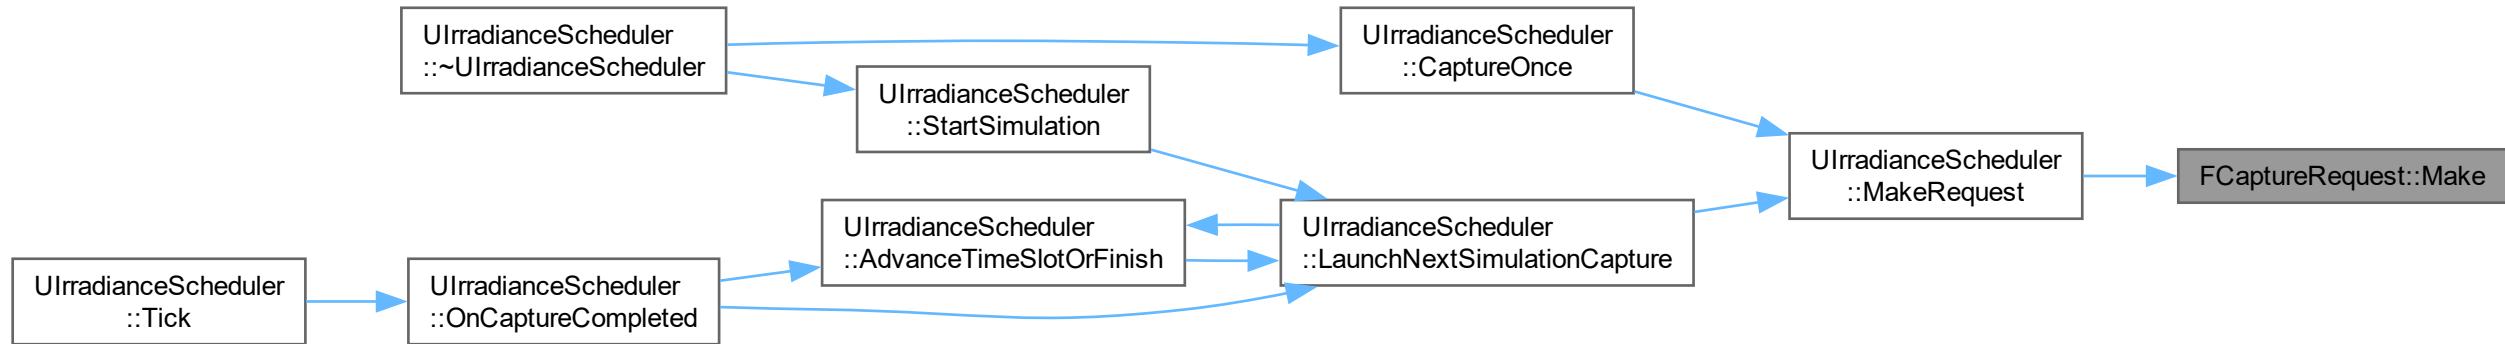 UIrradianceScheduler
::~UIrradianceScheduler
UIrradianceScheduler
::CaptureOnce
UIrradianceScheduler
::StartSimulation
UIrradianceScheduler
::MakeRequest
FCaptureRequest::Make
UIrradianceScheduler
::AdvanceTimeSlotOrFinish
UIrradianceScheduler
::LaunchNextSimulationCapture
UIrradianceScheduler
::Tick
UIrradianceScheduler
::OnCaptureCompleted